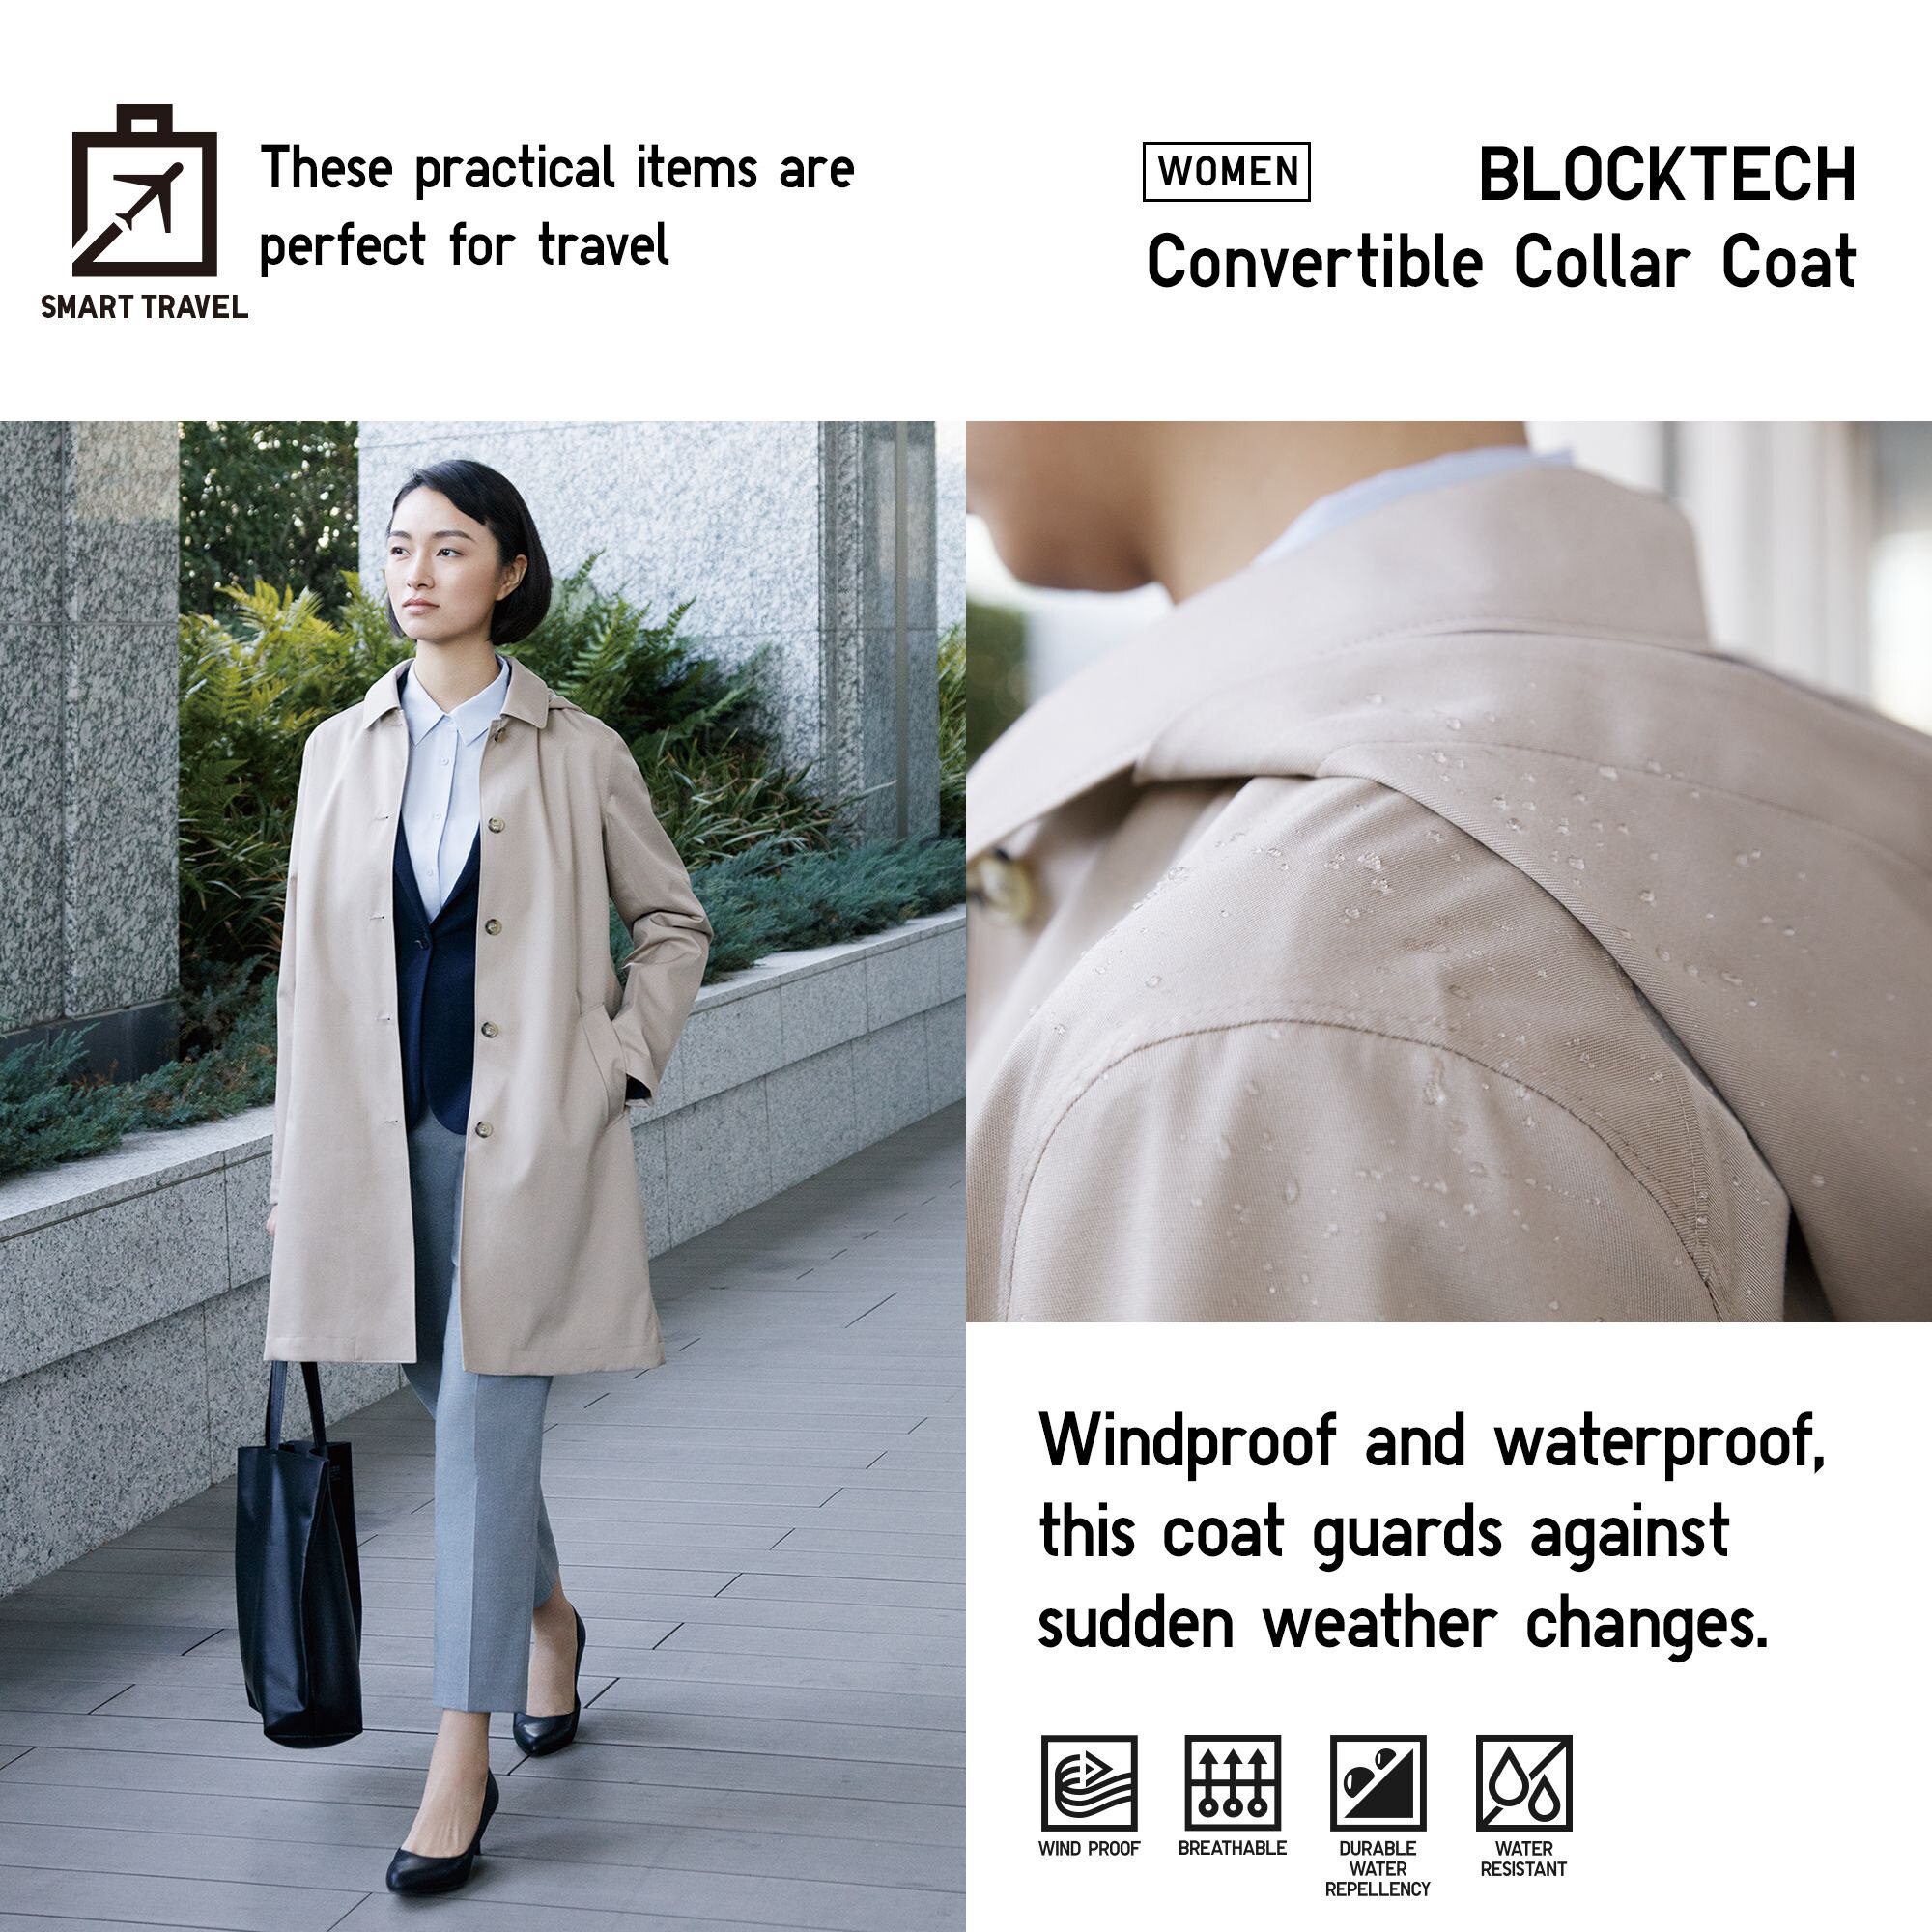 These practical items are
perfect for travel
SMART TRAVEL
WOMEN
BLOCKTECH
Convertible Collar Coat
Windproof and waterproof,
this coat guards against
sudden weather changes.
WIND PROOF
BREATHABLE
DURABLE
WATER
REPELLENCY
WATER
RESISTANT